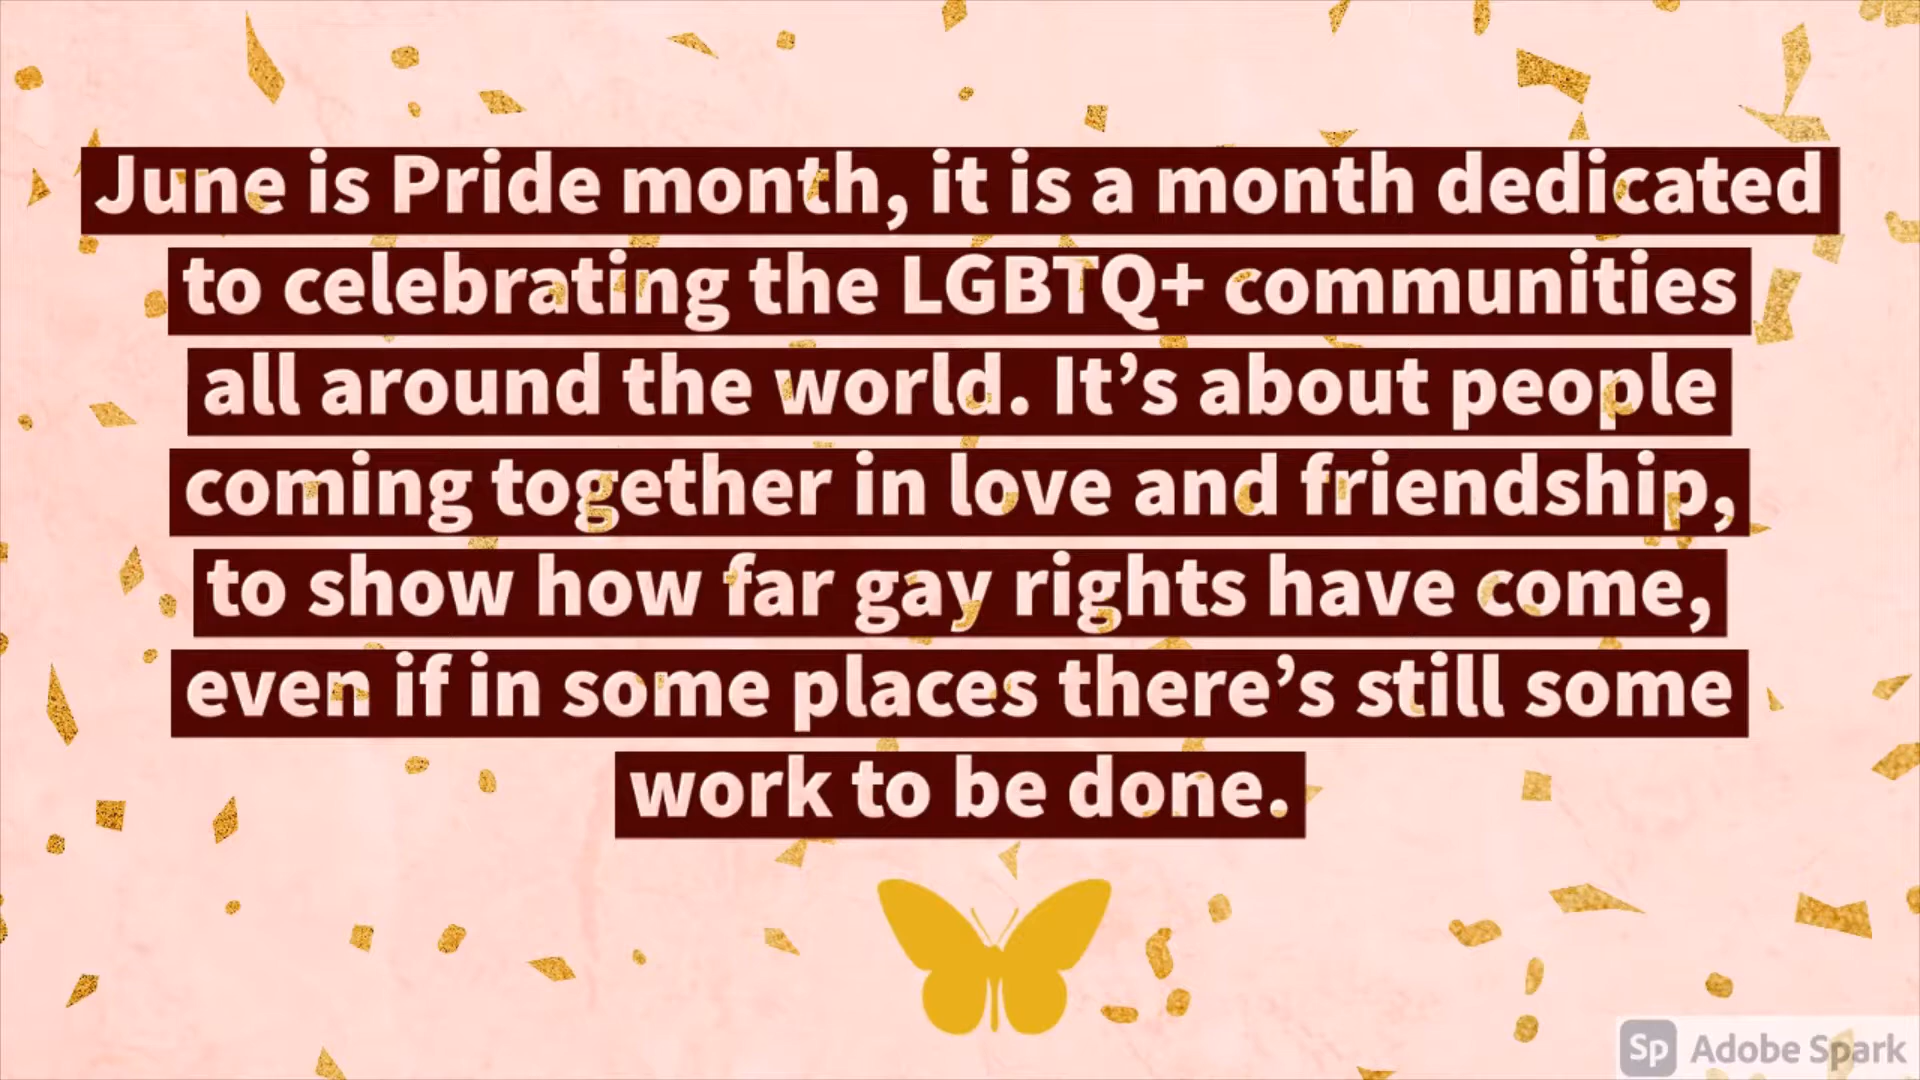 June is Pride month, it is a month dedicated
to celebrating the LGBTQ+ communities
all around the world. It’s about people
coming together in love and friendship,
to show how far gay rights have come,
even if in some places there’s still some
work to be done.
Sp Adobe Spark